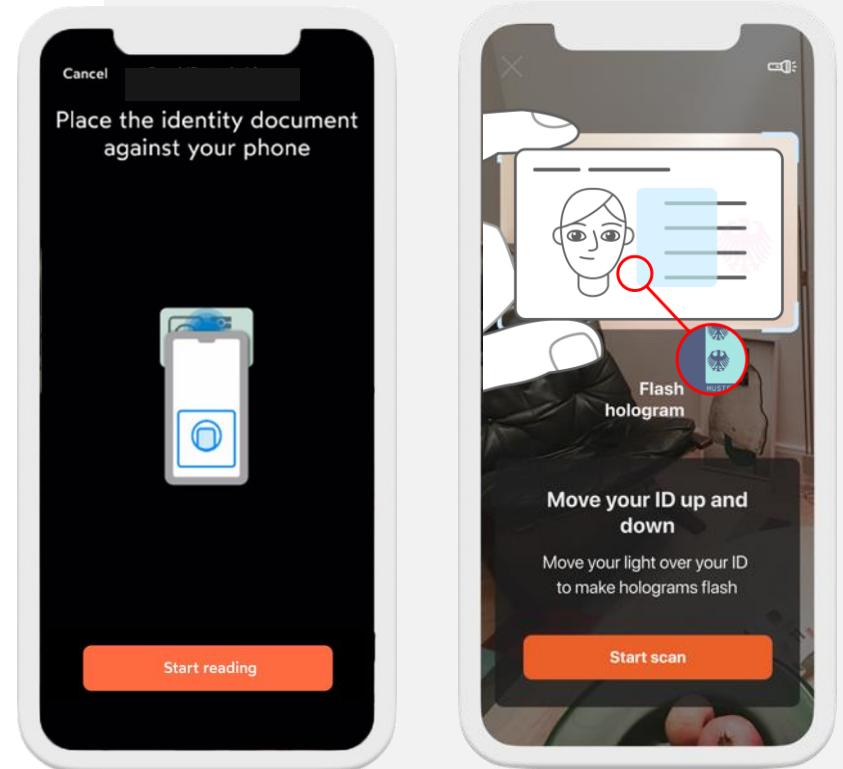 Cancel
Place the identity document
against your phone
Start reading
Flash
hologram
MUST
Move your ID up and
down
Move your light over your ID
to make holograms flash
Start scan